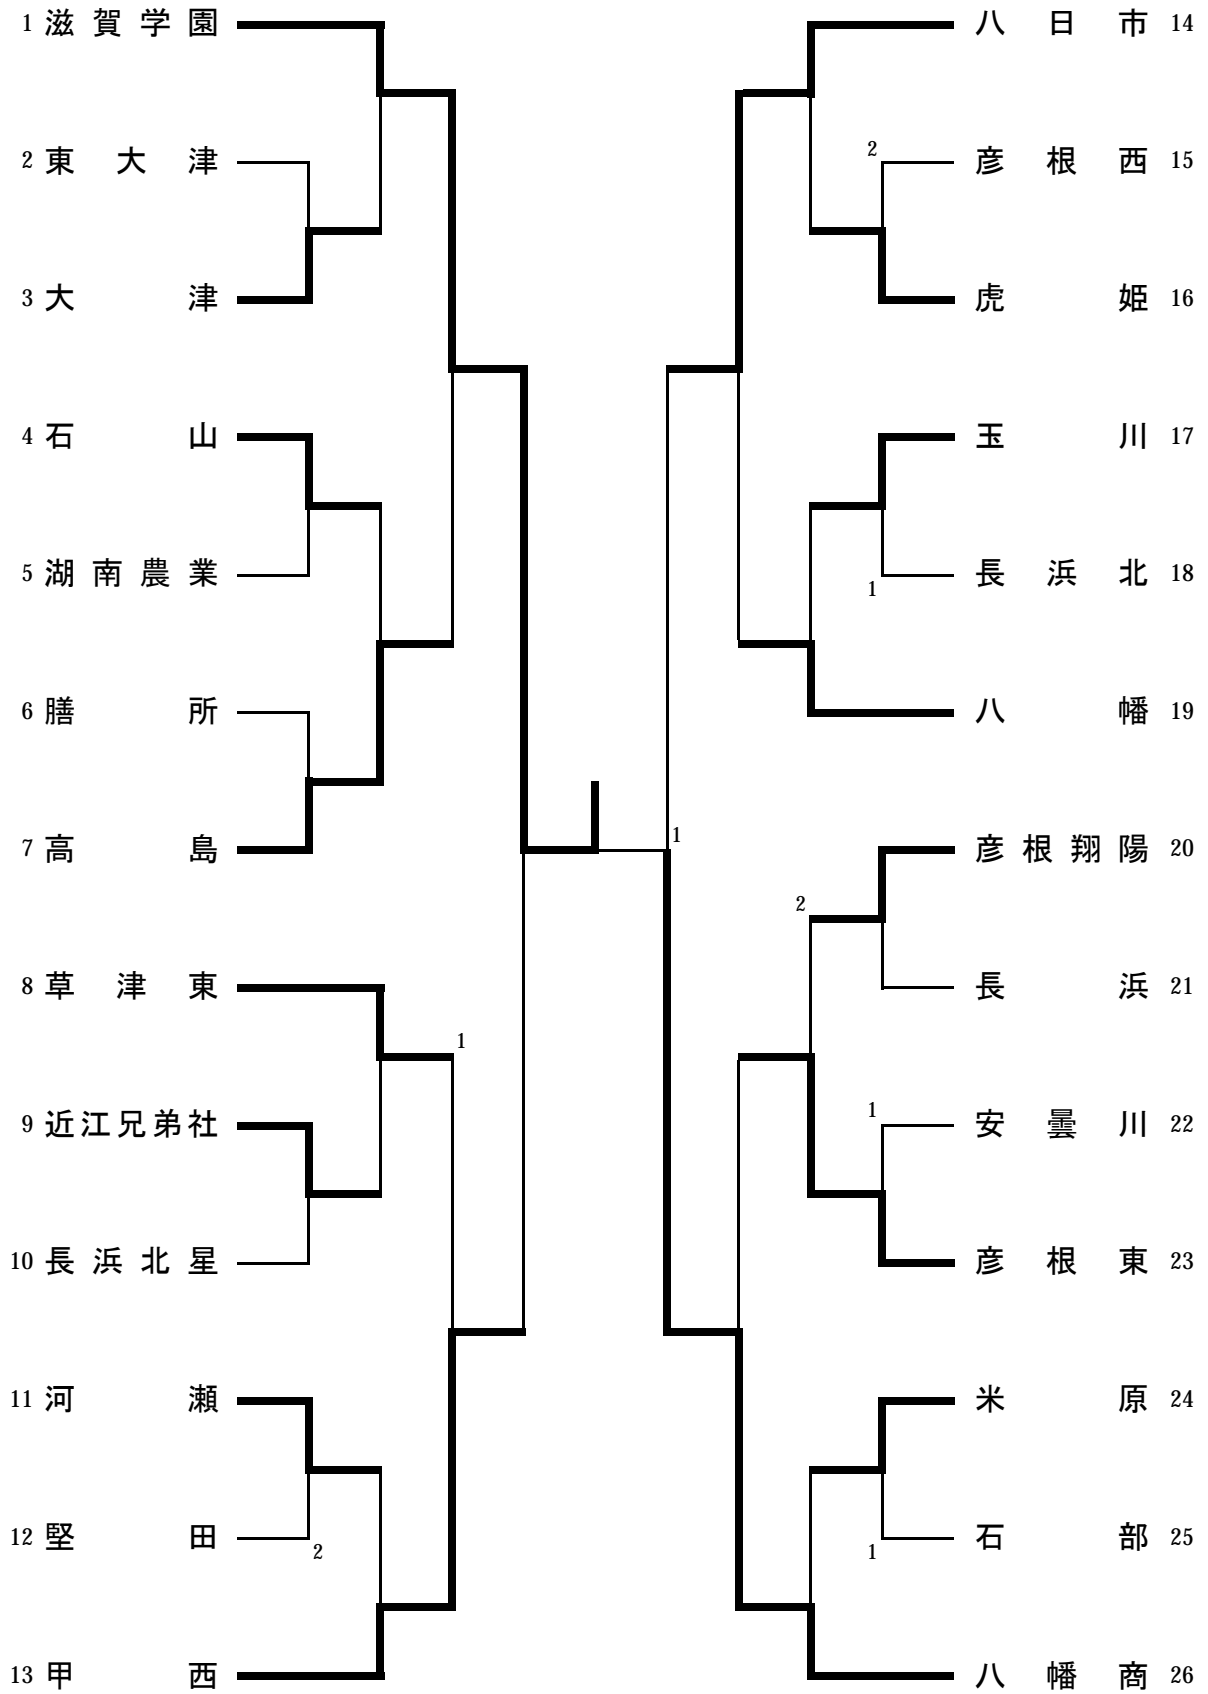 1 滋賀学園
2 東大津
3 大津
4 石山
5 湖南農業
6 膳所
7 高島
8 草津東
1
9 近江兄弟社
10 長浜北星
11 河瀬
12 堅田
2
13 甲西
1
八日市 14
2
彦根西 15
虎姫 16
玉川 17
長浜北 18
1
八幡 19
彦根翔陽 20
2
長浜 21
1
安曇川 22
彦根東 23
米原 24
石部 25
1
八幡商 26